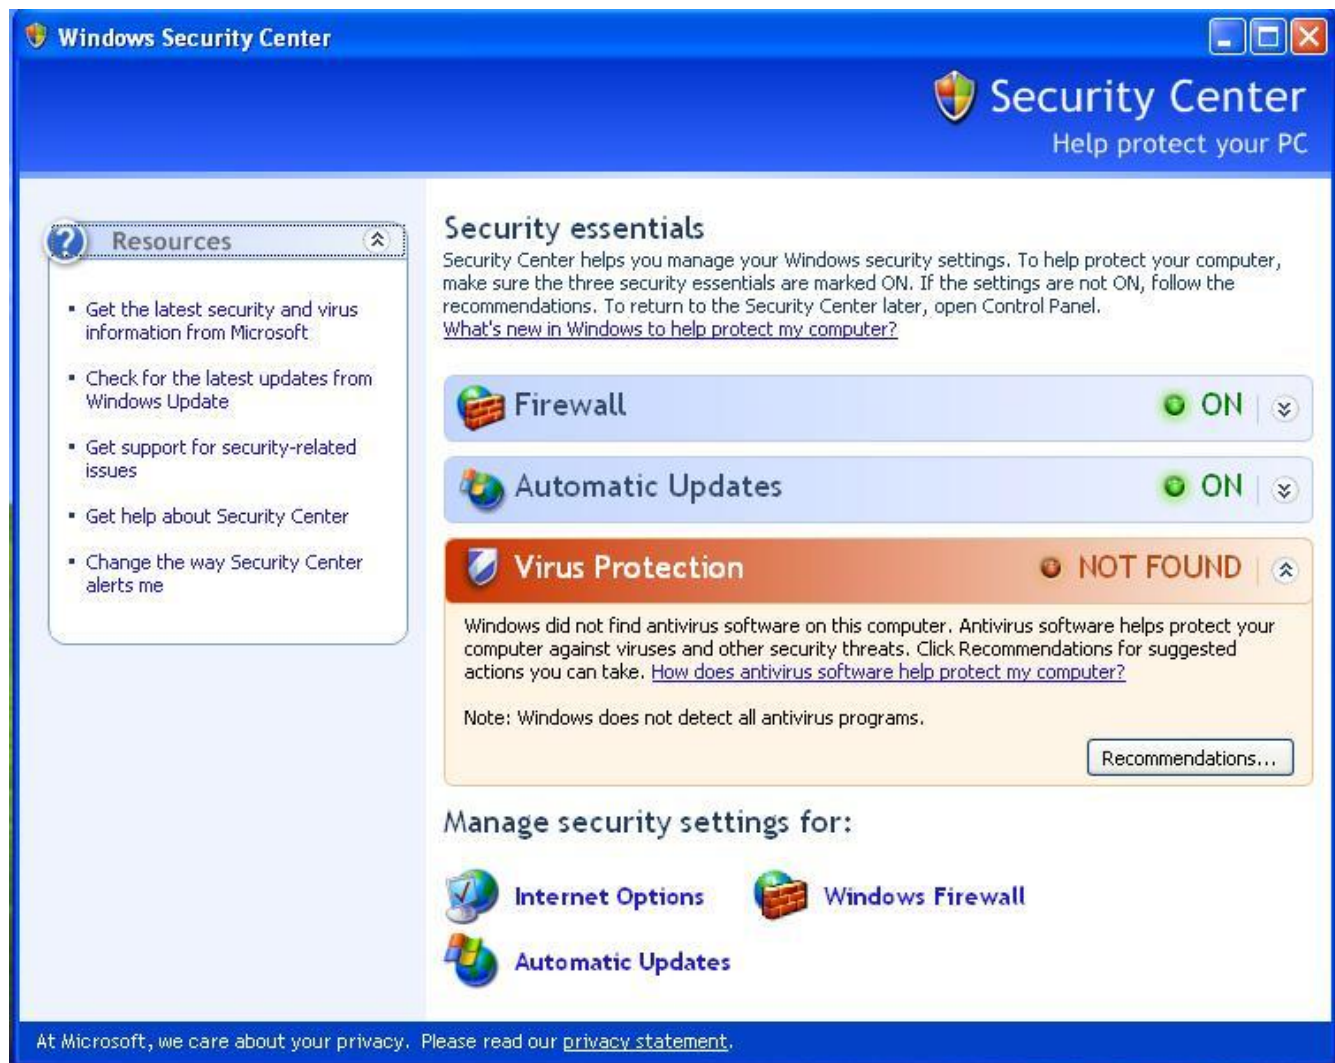 Windows Security Center
Security Center
Help protect your PC
Resources
Get the latest security and virus
information from Microsoft
Check for the latest updates from
Windows Update
Get support for security-related
issues
Get help about Security Center
Change the way Security Center
alerts me
Security essentials
Security Center helps you manage your Windows security settings. To help protect your computer,
make sure the three security essentials are marked ON. If the settings are not ON, follow the
recommendations. To return to the Security Center later, open Control Panel.
What's new in Windows to help protect my computer?
Firewall ON
Automatic Updates ON
Virus Protection NOT FOUND
Windows did not find antivirus software on this computer. Antivirus software helps protect your
computer against viruses and other security threats. Click Recommendations for suggested
actions you can take. How does antivirus software help protect my computer?
Note: Windows does not detect all antivirus programs.
Recommendations...
Manage security settings for:
Internet Options Windows Firewall
Automatic Updates
At Microsoft, we care about your privacy. Please read our privacy statement.